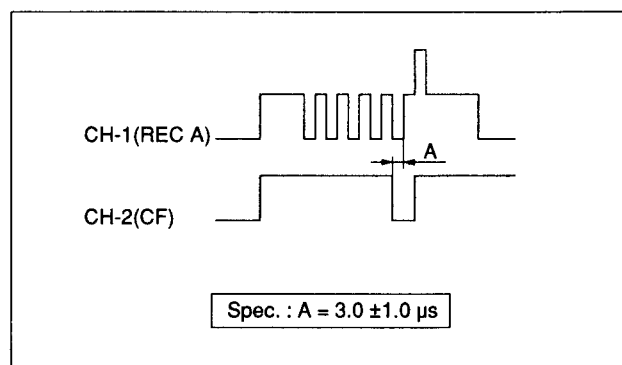 CH-1(REC A)
A
CH-2(CF)
Spec. : A = 3.0 ±1.0 µs